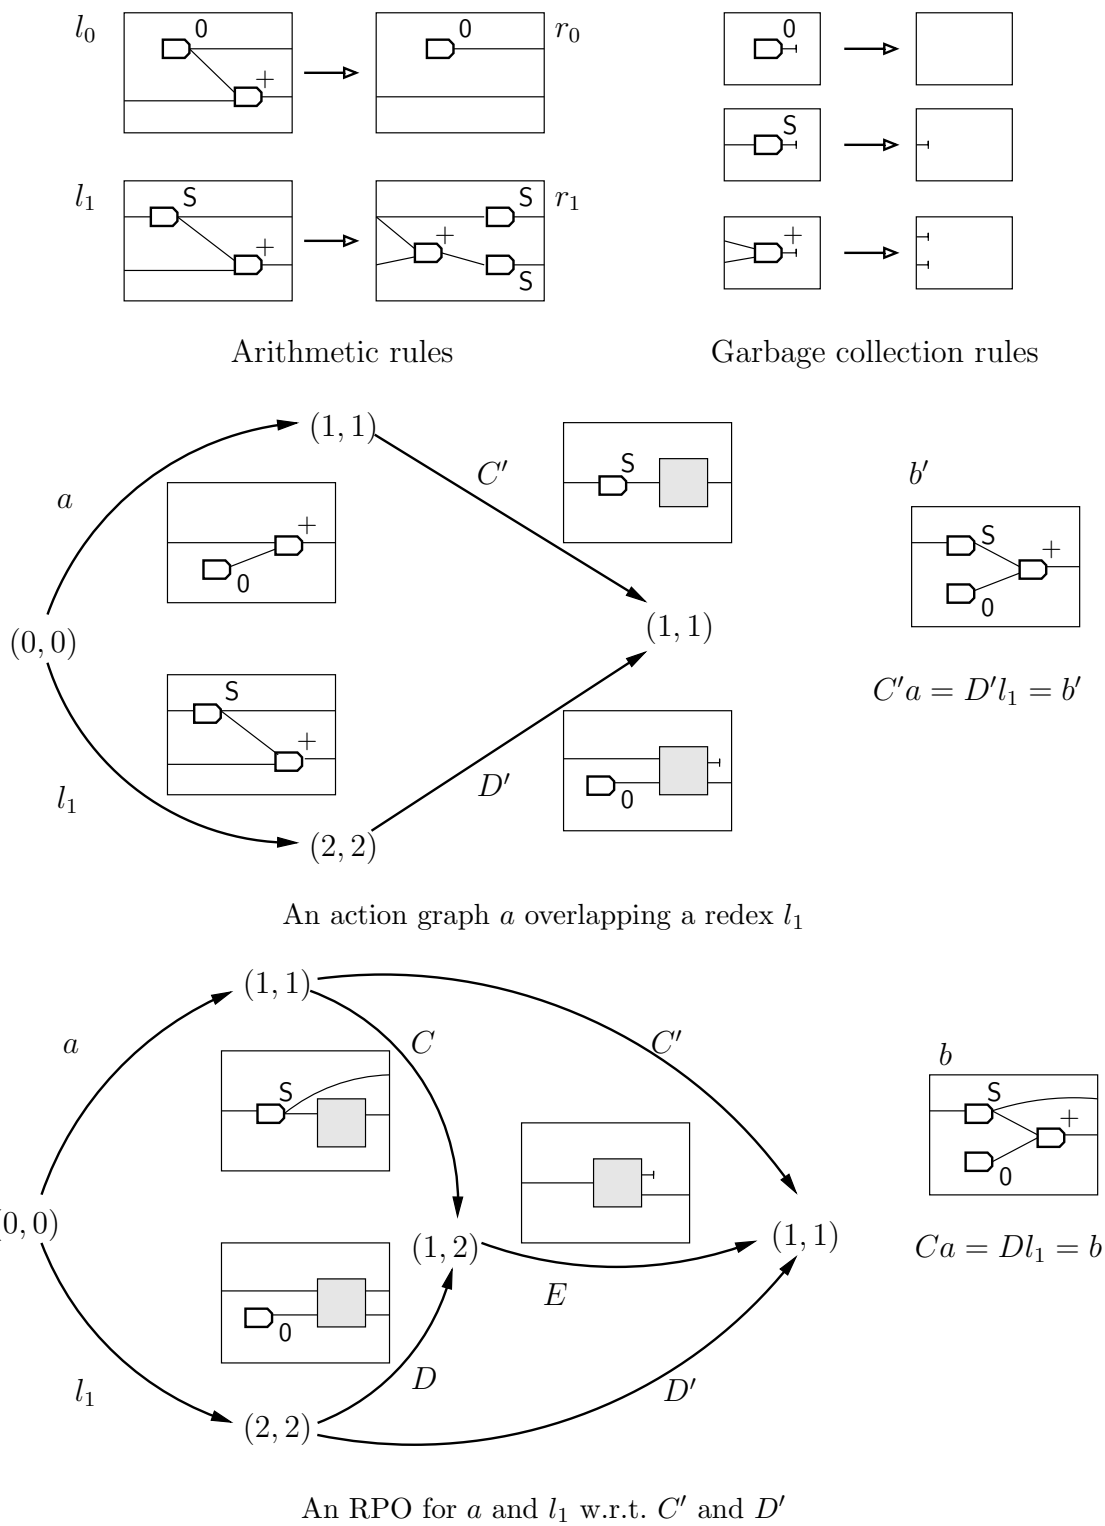 l₀ 0 + 0 r₀ 0
S
l₁ S + + S S r₁ +
Arithmetic rules Garbage collection rules
(1, 1)
a C′ S b′
+ 0 S + 0
(0, 0) (1, 1)
S + C′a = D′l₁ = b′
l₁ D′ 0
(2, 2)
An action graph a overlapping a redex l₁
(1, 1)
a C C′ b
S S + 0
(0, 0) (1, 2) (1, 1) Ca = Dl₁ = b
0 E
l₁ D D′
(2, 2)
An RPO for a and l₁ w.r.t. C′ and D′